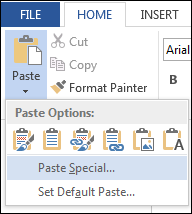 FILE HOME INSERT
Cut
Copy
Format Painter
Paste
Arial
B
Paste Options:
A
Paste Special...
Set Default Paste...